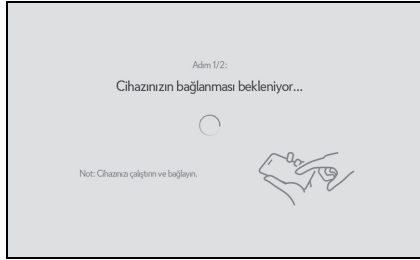 Adım 1/2:
Cihazınızın bağlanması bekleniyor...
Not: Cihazınızı çalıştırın ve bağlayın.